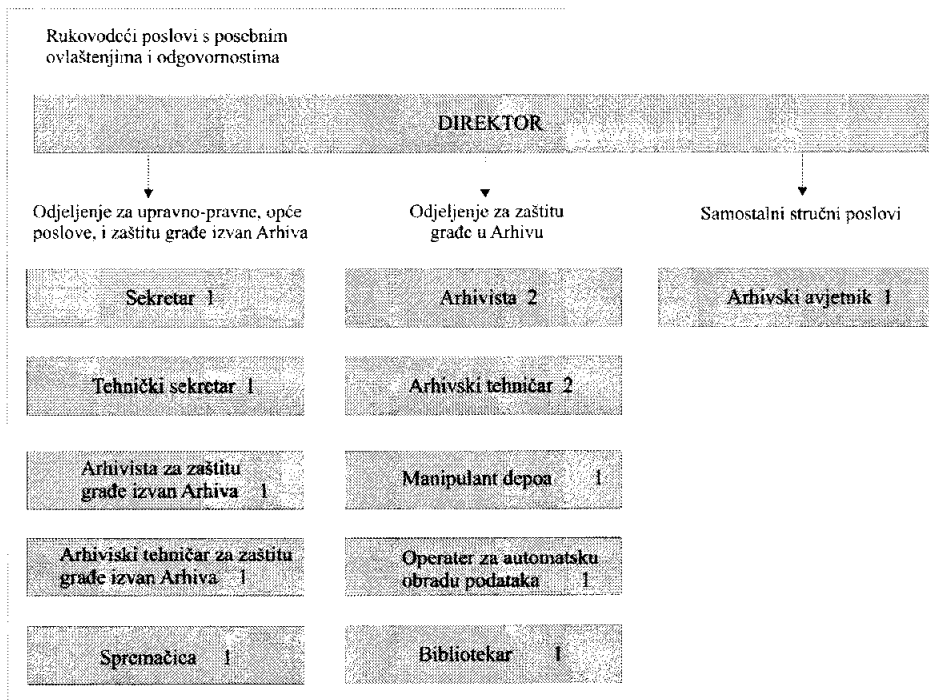 Rukovodeći poslovi s posebnim
ovlaštenjima i odgovornostima
DIREKTOR
Odjeljenje za upravno-pravne, opće
poslove, i zaštitu građe izvan Arhiva
Sekretar 1
Tehnički sekretar 1
Arhivista za zaštitu
građe izvan Arhiva 1
Arhiviski tehničar za zaštitu
građe izvan Arhiva 1
Spremačica 1
Odjeljenje za zaštitu
građe u Arhivu
Arhivista 2
Arhivski tehničar 2
Manipulant depoa 1
Operater za automatsku
obradu podataka 1
Bibliotekar 1
Samostalni stručni poslovi
Arhivski avjetnik 1